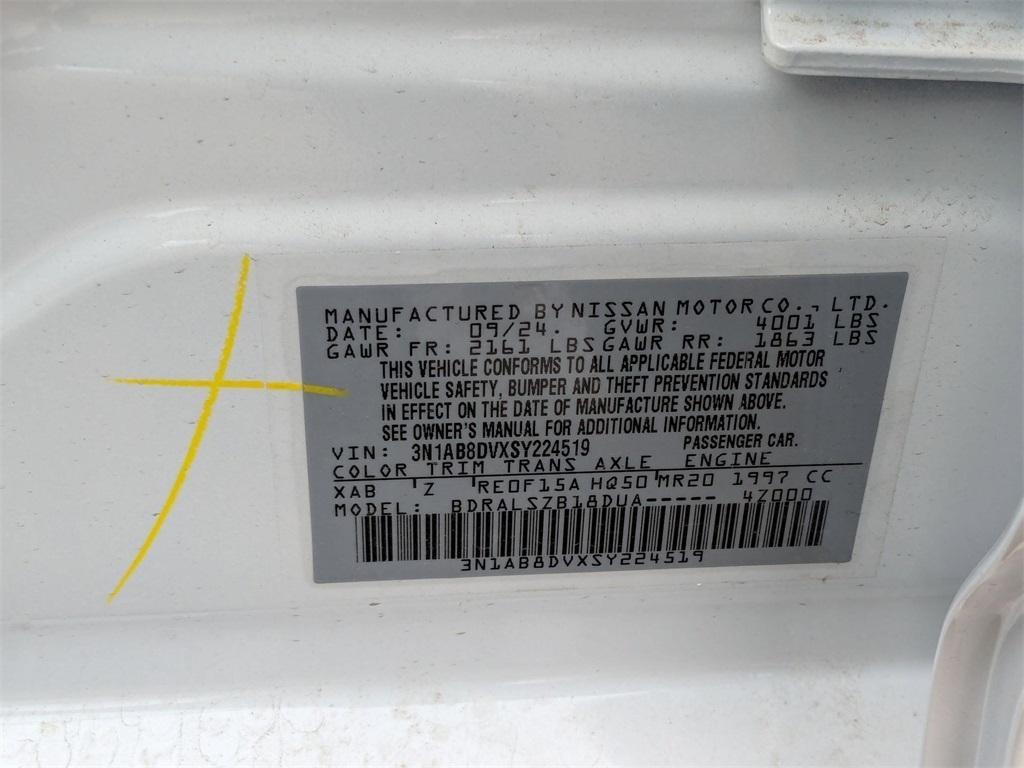 MANUFACTURED BY NISSAN MOTOR CO., LTD.
DATE: 09/24. GVWR: 4001 LBS
GAWR FR: 2161 LBS GAWR RR: 1863 LBS
THIS VEHICLE CONFORMS TO ALL APPLICABLE FEDERAL MOTOR
VEHICLE SAFETY, BUMPER AND THEFT PREVENTION STANDARDS
IN EFFECT ON THE DATE OF MANUFACTURE SHOWN ABOVE.
SEE OWNER'S MANUAL FOR ADDITIONAL INFORMATION.
VIN: 3N1AB8DVXSY224519 PASSENGER CAR.
COLOR TRIM TRANS AXLE ENGINE
XAB Z RE0F15A HQ50 MR20 1997 CC
MODEL: BDRALSZB18DUA----- 4Z000
3N1AB8DVXSY224519